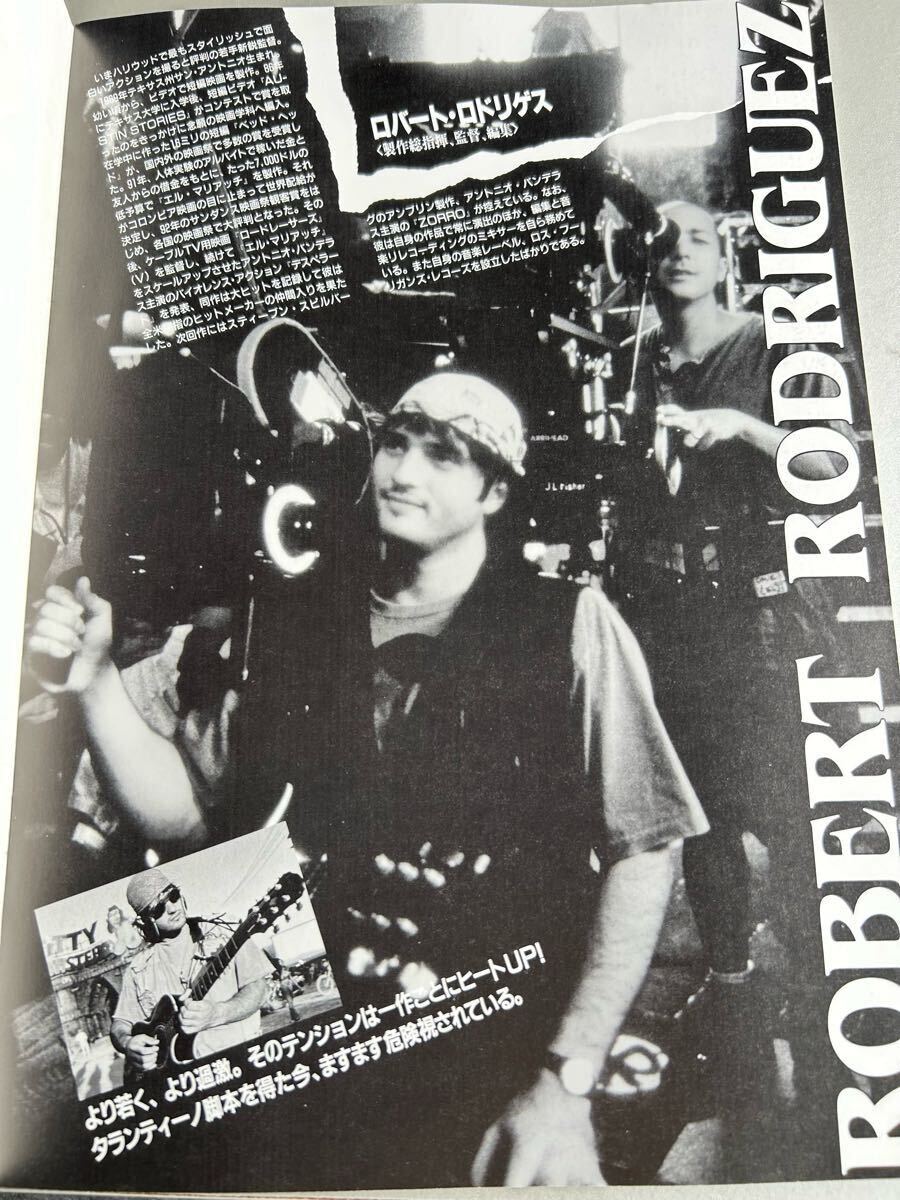 いまハリウッドで最もスタイリッシュで面
白いアクションを撮ると評判の若手新鋭監督。
1969年テキサス州サン・アントニオ生まれ。
幼い頃から、ビデオで短編映画を製作。86年
にテキサス大学に入学後、短編ビデオ「AU-
STIN STORIES」がコンテストで賞を取
ったのをきっかけに念願の映画学科へ編入。
在学中に作った16ミリの短編「ベッド・ヘッ
ド」が、国内外の映画祭で多数の賞を受賞し
た。91年、人体実験のアルバイトで稼いだ金と
友人からの借金をもとに、たった7,000ドルの
低予算で『エル・マリアッチ』を製作。それ
がコロンビア映画の目に止まって世界配給が
決定し、92年のサンダンス映画祭観客賞をは
じめ、各国の映画祭で大評判となった。その
後、ケーブルTV用映画『ロードレーサーズ』
(V)を監督し、続けて『エル・マリアッチ』
をスケールアップさせたアントニオ・バンデラ
ス主演のバイオレンス・アクション『デスペラー
ド』を発表、同作は大ヒットを記録して彼は
全米屈指のヒットメーカーの仲間入りを果た
した。次回作にはスティーブン・スピルバー
ロバート・ロドリゲス
〈製作総指揮、監督、編集〉
グのアンブリン製作、アントニオ・バンデラ
ス主演の『ZORRO』が控えている。なお、
彼は自身の作品で常に演出のほか、編集と音
楽リレコーディングのミキサーを自ら務めて
いる。また自身の音楽レーベル、ロス・フー
リガンズ・レコーズを設立したばかりである。
ROBERT RODRIGUEZ
J L Fisher
TTY
より若く、より過激。そのテンションは一作ごとにヒートUP!
タランティーノ脚本を得た今、ますます危険視されている。